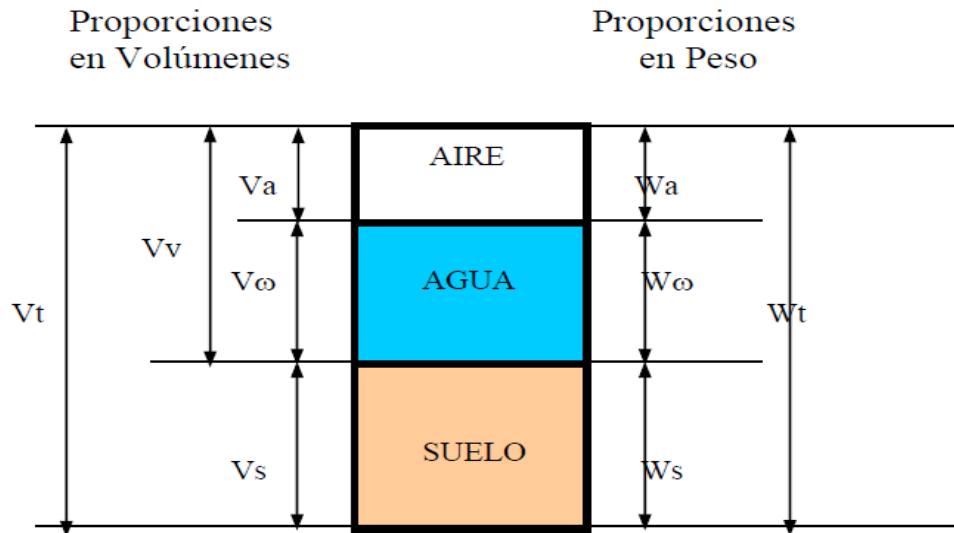 Proporciones
en Volúmenes
Proporciones
en Peso
AIRE
Va
Wa
Vv
Vω
AGUA
Wω
Vt
Wt
Vs
SUELO
Ws